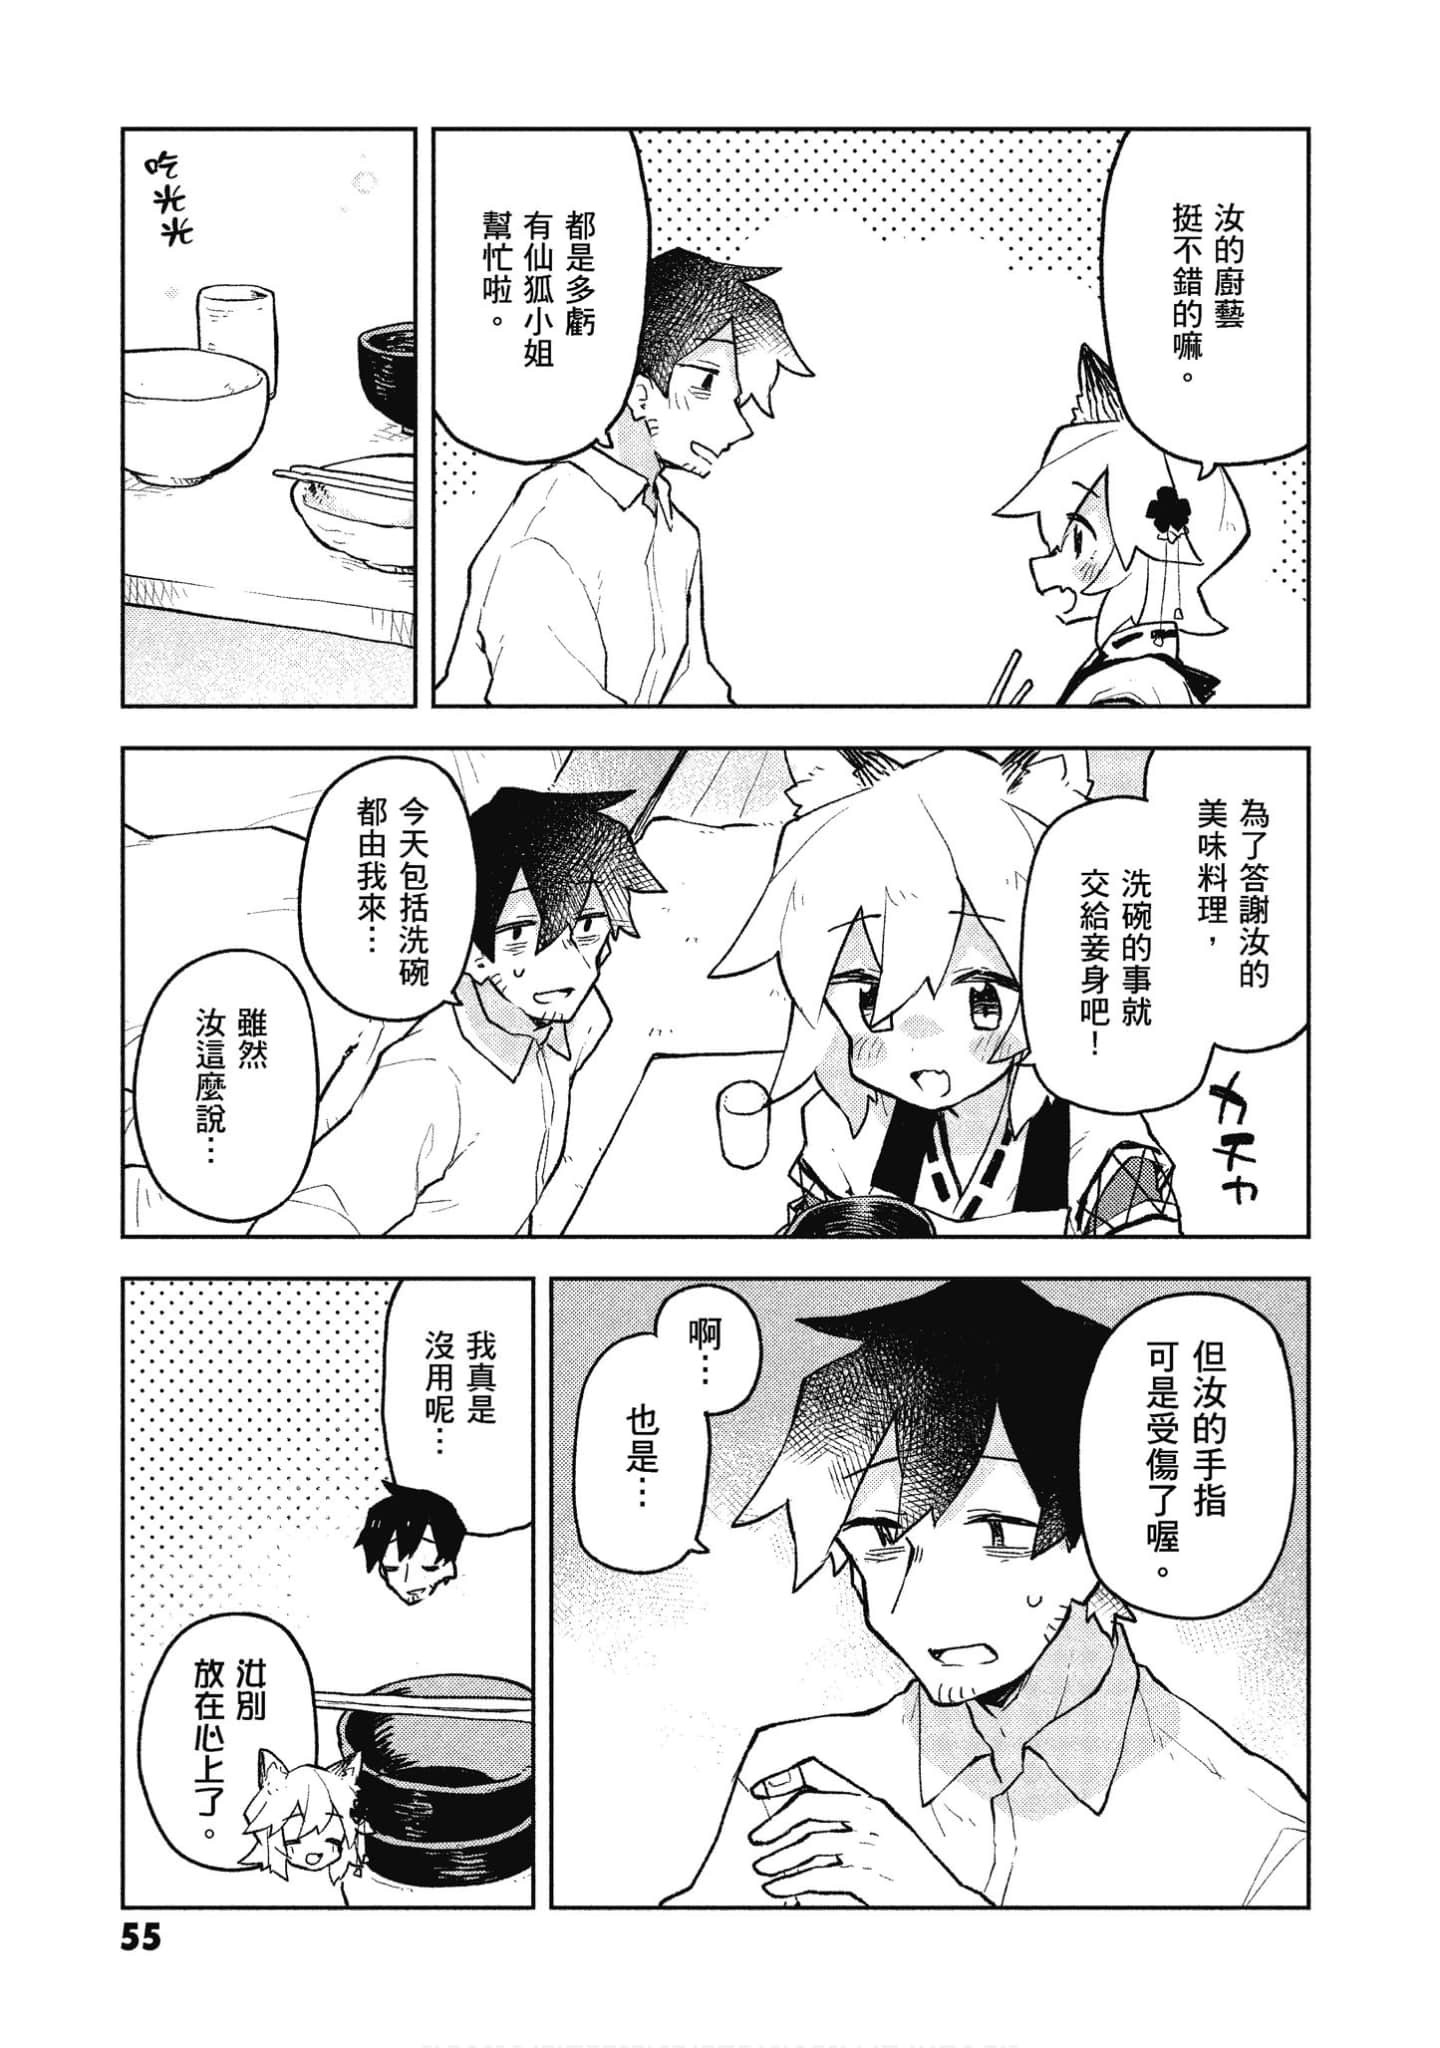 汝的廚藝
挺不錯的嘛。
都是多虧
有仙狐小姐
幫忙啦。
吃光光
為了答謝汝的
美味料理,
洗碗的事就
交給妾身吧!
カチャ
今天包括洗碗
都由我來…
雖然
汝這麼說…
但汝的手指
可是受傷了喔。
啊…
也是…
我真是
沒用呢…
汝別
放在心上了。
55